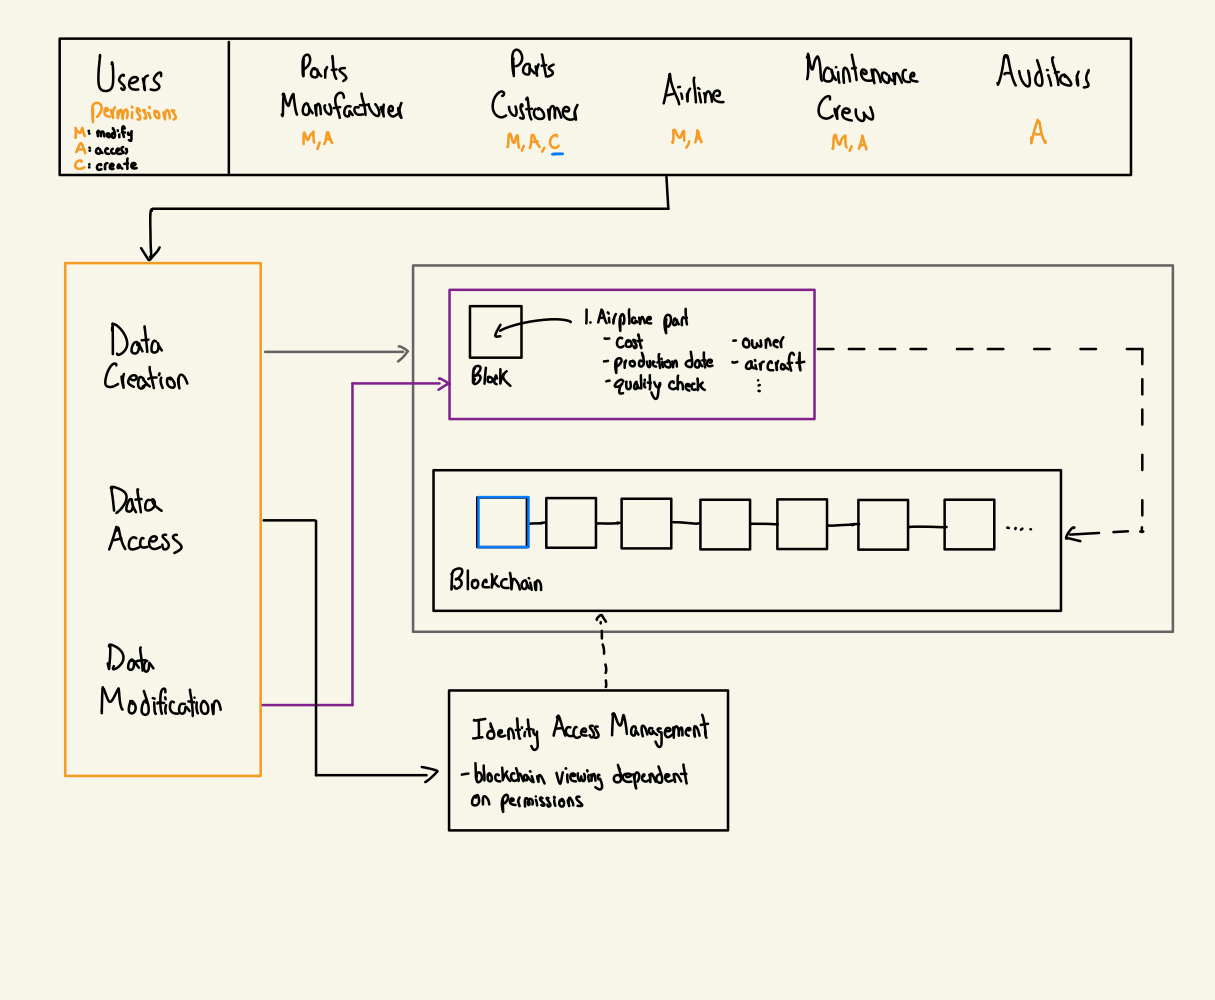 Users
Permissions
M: modify
A: access
C: create
Parts
Manufacturer
M, A
Parts
Customer
M, A, C
Airline
M, A
Maintenance
Crew
M, A
Auditors
A
Data
Creation
Data
Access
Data
Modification
Block
1. Airplane part
- cost
- production date
- quality check
- owner
- aircraft
⋮
....
Blockchain
Identity Access Management
- blockchain viewing dependent
on permissions